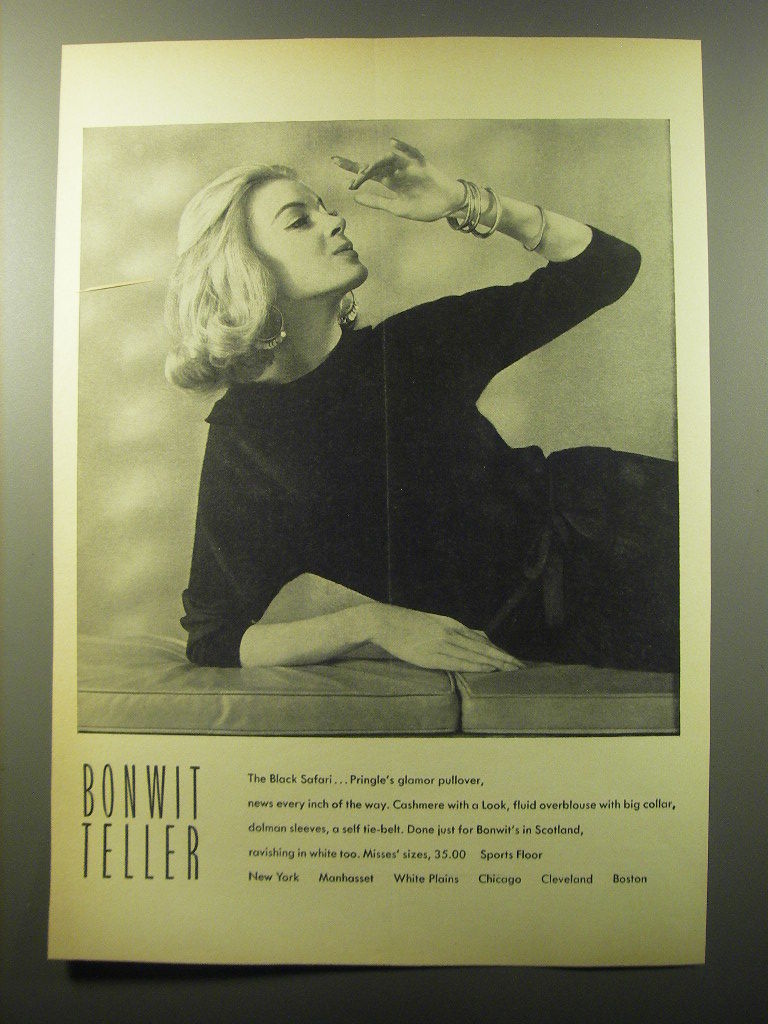 BONWIT
TELLER
The Black Safari... Pringle's glamor pullover,
news every inch of the way. Cashmere with a Look, fluid overblouse with big collar,
dolman sleeves, a self tie-belt. Done just for Bonwit's in Scotland,
ravishing in white too. Misses' sizes, 35.00 Sports Floor
New York Manhasset White Plains Chicago Cleveland Boston